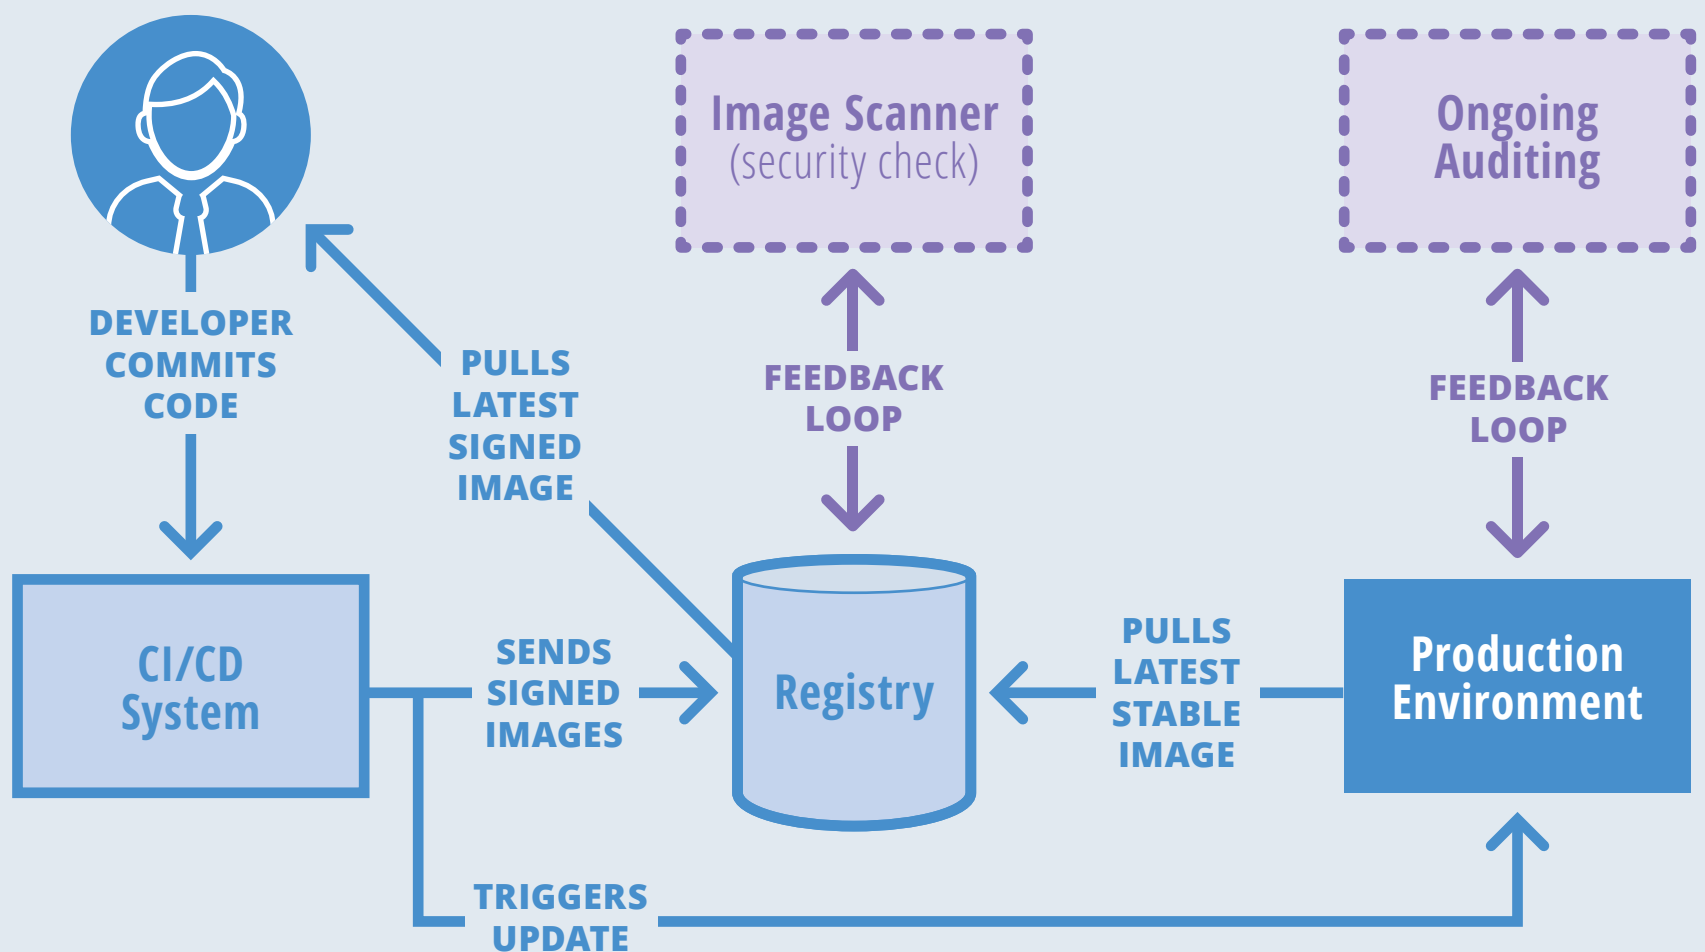 Image Scanner
(security check)
Ongoing
Auditing
DEVELOPER
COMMITS
CODE
PULLS
LATEST
SIGNED
IMAGE
FEEDBACK
LOOP
FEEDBACK
LOOP
CI/CD
System
SENDS
SIGNED
IMAGES
Registry
PULLS
LATEST
STABLE
IMAGE
Production
Environment
TRIGGERS
UPDATE